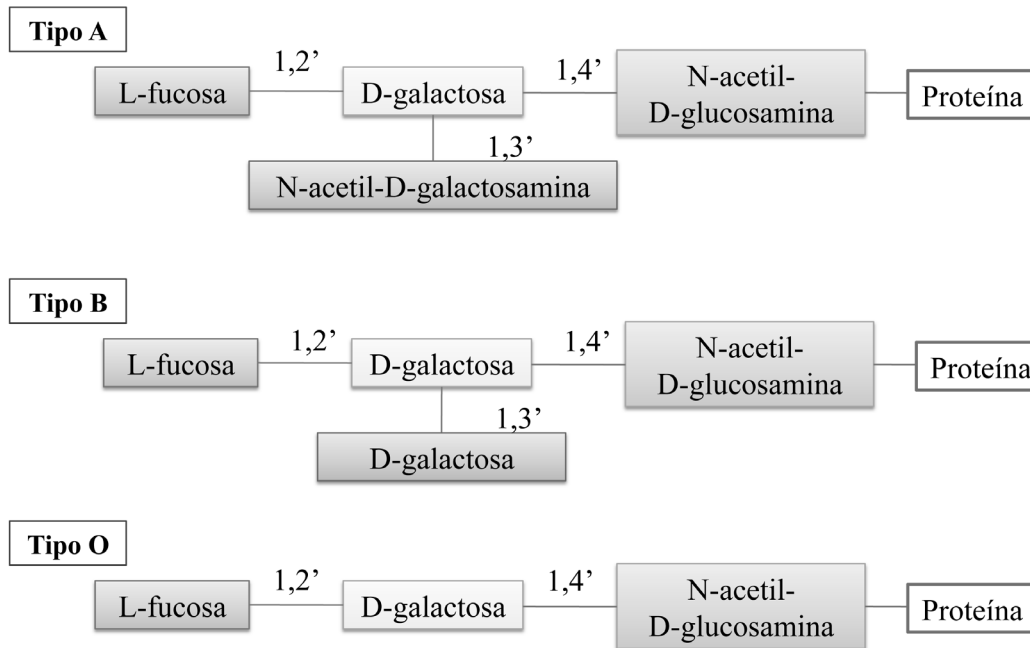 Tipo A
1,2’
1,4’
L-fucosa
D-galactosa
N-acetil-
D-glucosamina
Proteína
1,3’
N-acetil-D-galactosamina
Tipo B
1,2’
1,4’
L-fucosa
D-galactosa
N-acetil-
D-glucosamina
Proteína
1,3’
D-galactosa
Tipo O
1,2’
1,4’
L-fucosa
D-galactosa
N-acetil-
D-glucosamina
Proteína